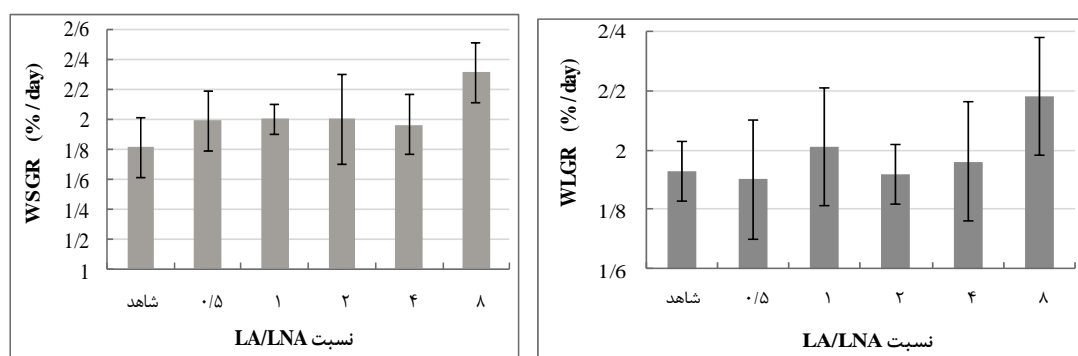 2/6
2/4
2/2
2
1/8
1/6
1/4
1/2
1
WSGR (%/day)
شاهد ۰/۵ ۱ ۲ ۴ ۸
نسبت LA/LNA
2/4
2/2
2
1/8
1/6
WLGR (%/day)
شاهد ۰/۵ ۱ ۲ ۴ ۸
نسبت LA/LNA